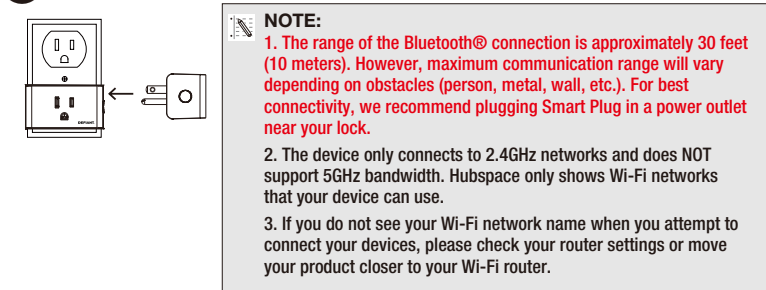 NOTE:
1. The range of the Bluetooth® connection is approximately 30 feet
(10 meters). However, maximum communication range will vary
depending on obstacles (person, metal, wall, etc.). For best
connectivity, we recommend plugging Smart Plug in a power outlet
near your lock.
2. The device only connects to 2.4GHz networks and does NOT
support 5GHz bandwidth. Hubspace only shows Wi-Fi networks
that your device can use.
3. If you do not see your Wi-Fi network name when you attempt to
connect your devices, please check your router settings or move
your product closer to your Wi-Fi router.
DEFIANT